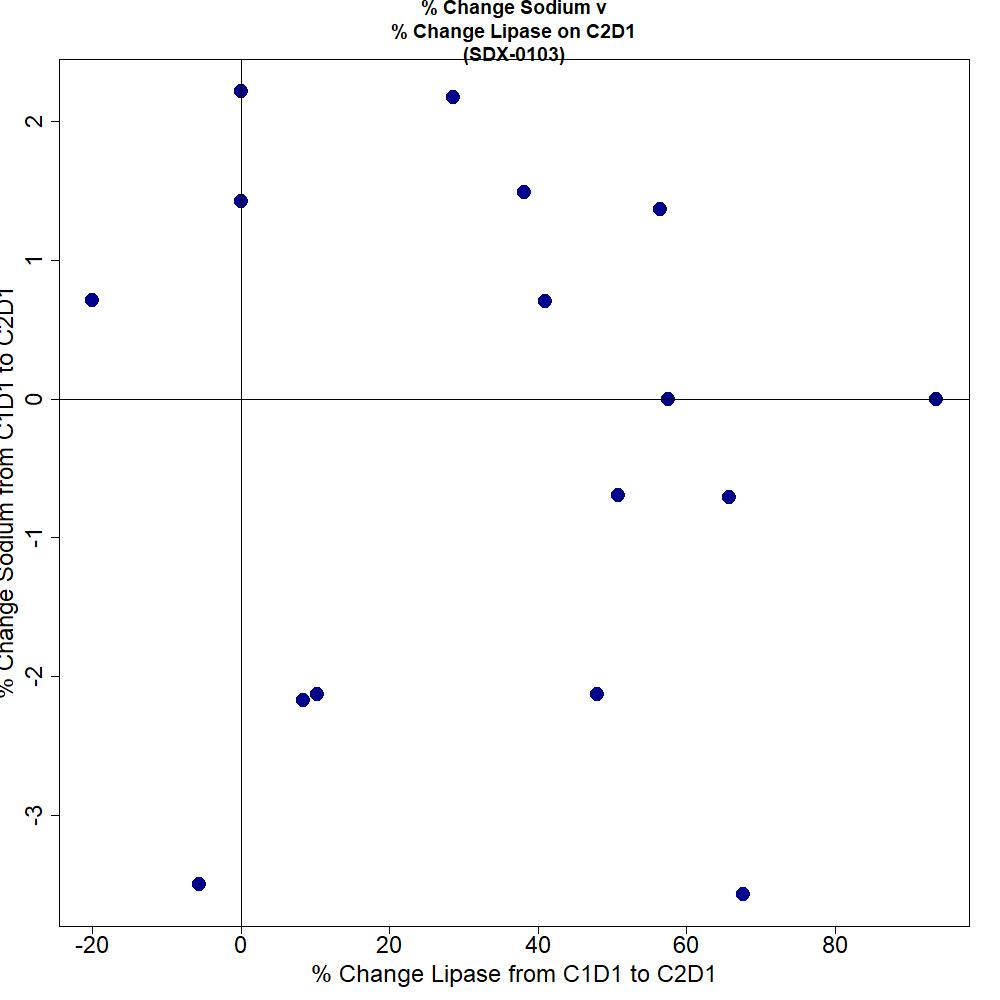 % Change Sodium v
% Change Lipase on C2D1
(SDX-0103)
% Change Sodium from C1D1 to C2D1
2
1
0
-1
-2
-3
-20 0 20 40 60 80
% Change Lipase from C1D1 to C2D1